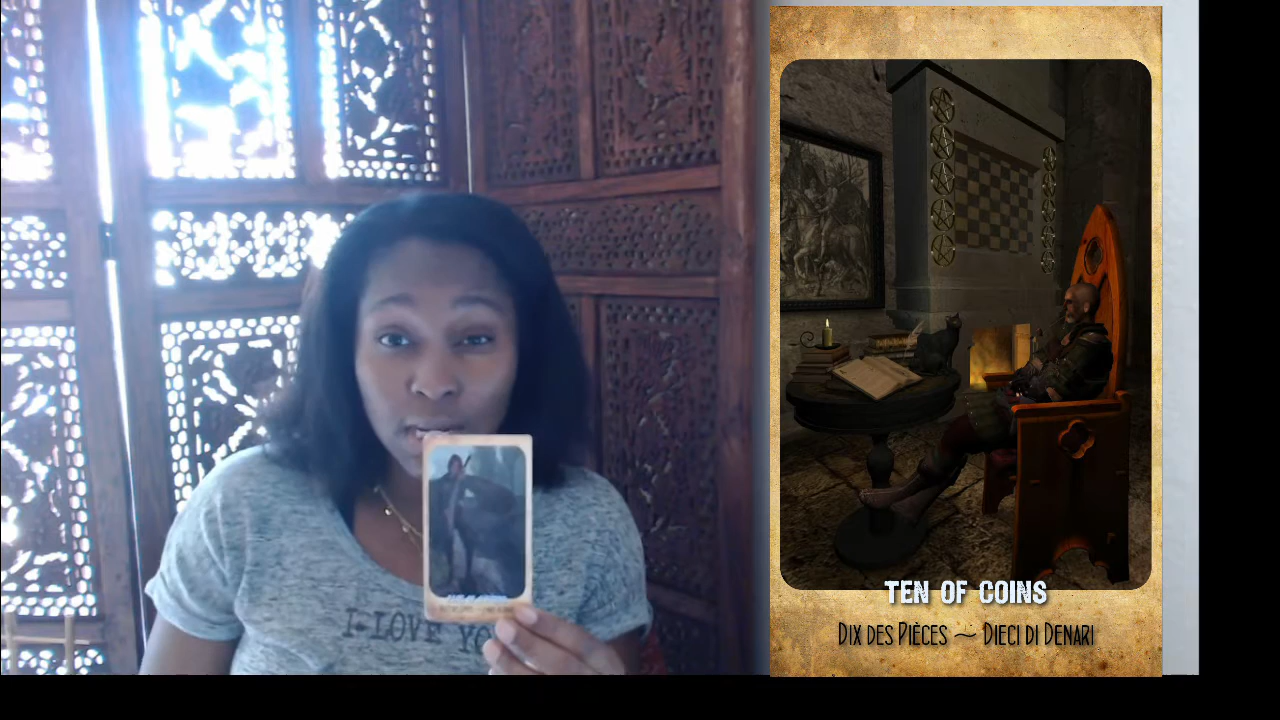 I LOVE YO
TEN OF COINS
DIX DES PIÈCES ~ DIECI DI DENARI